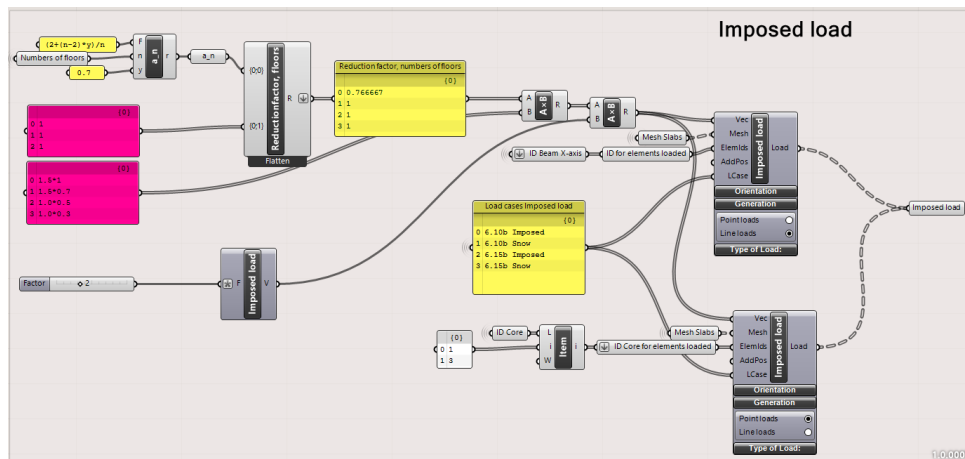 Imposed load
(2+(n-2)*y)/n
Numbers of floors
0.7
F
n
y
a_n
r
a_n
{0;0}
{0;1}
Reductionfactor, floors
R
Flatten
Reduction factor, numbers of floors
{0}
0 0.766667
1 1
2 1
3 1
{0}
0 1
1 1
2 1
{0}
0 1.5*1
1 1.5*0.7
2 1.0*0.5
3 1.0*0.3
A
B
A×B
R
A
B
A×B
R
Mesh Slabs
ID Beam X-axis
ID for elements loaded
Vec
Mesh
ElemIds
AddPos
LCase
Imposed load
Load
Orientation
Generation
Point loads
Line loads
Type of Load:
Imposed load
Load cases Imposed load
{0}
0 6.10b Imposed
1 6.10b Snow
2 6.15b Imposed
3 6.15b Snow
Factor
2
F
Imposed load
V
{0}
0 1
1 3
ID Core
L
i
W
Item
i
Mesh Slabs
ID Core for elements loaded
Vec
Mesh
ElemIds
AddPos
LCase
Imposed load
Load
Orientation
Generation
Point loads
Line loads
Type of Load: